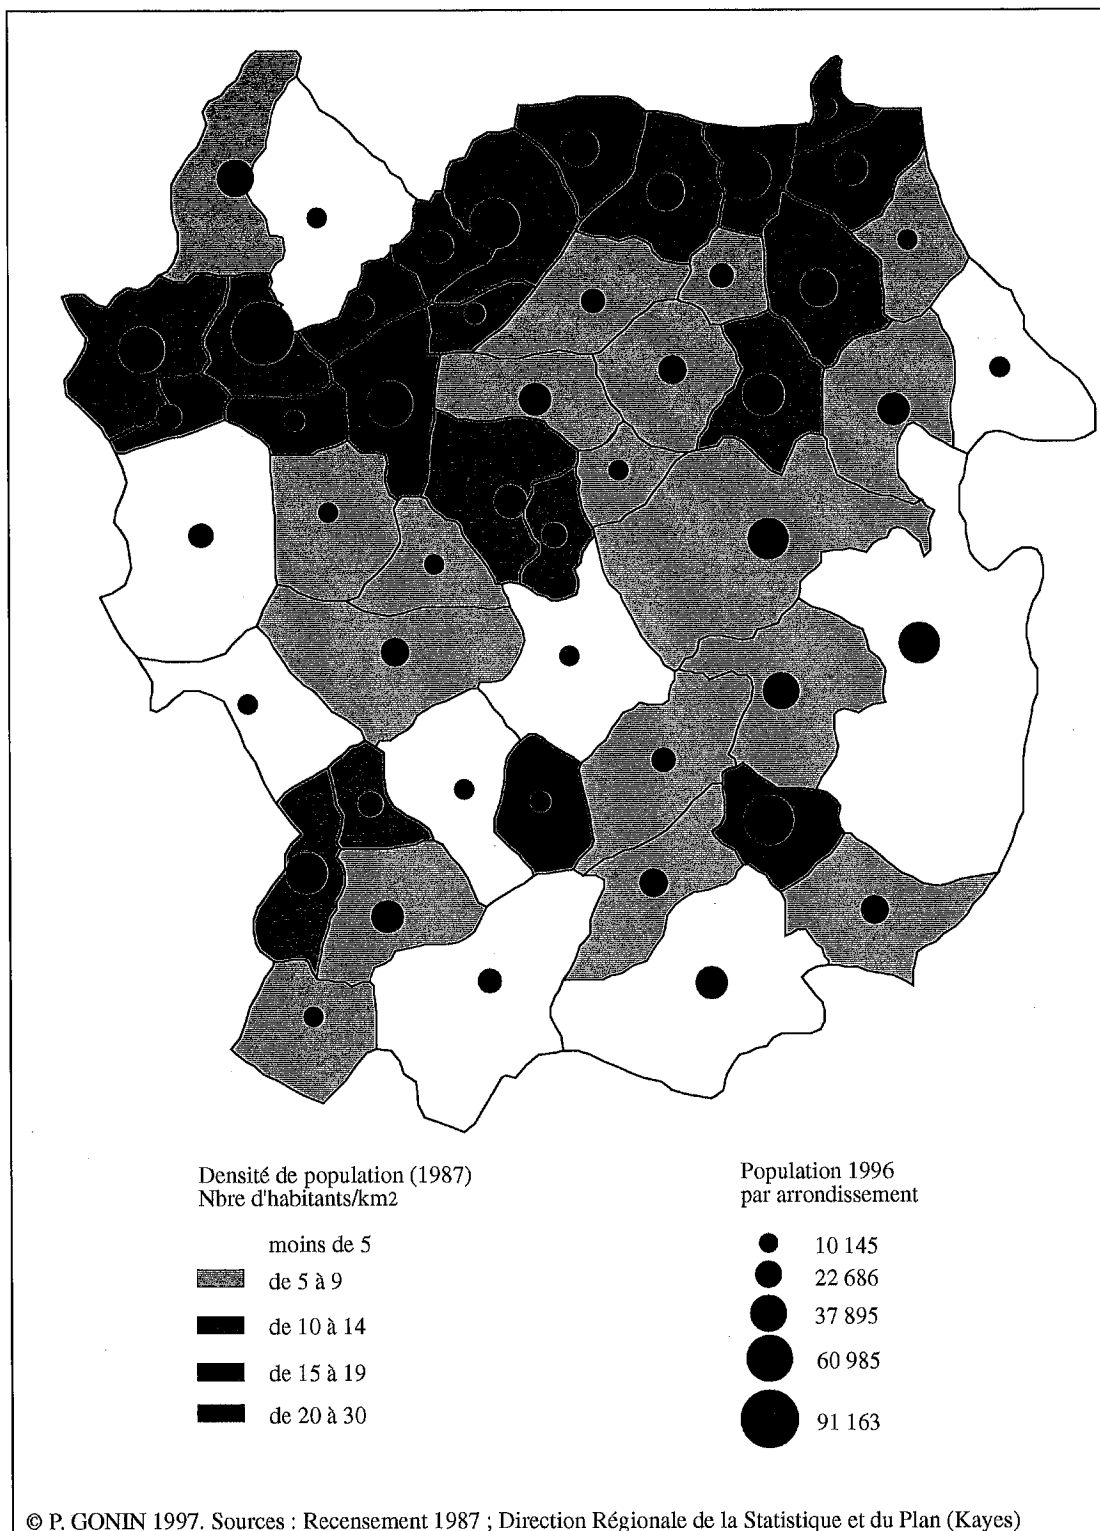 Densité de population (1987)
Nbre d'habitants/km2
moins de 5
de 5 à 9
de 10 à 14
de 15 à 19
de 20 à 30
Population 1996
par arrondissement
10 145
22 686
37 895
60 985
91 163
© P. GONIN 1997. Sources : Recensement 1987 ; Direction Régionale de la Statistique et du Plan (Kayes)